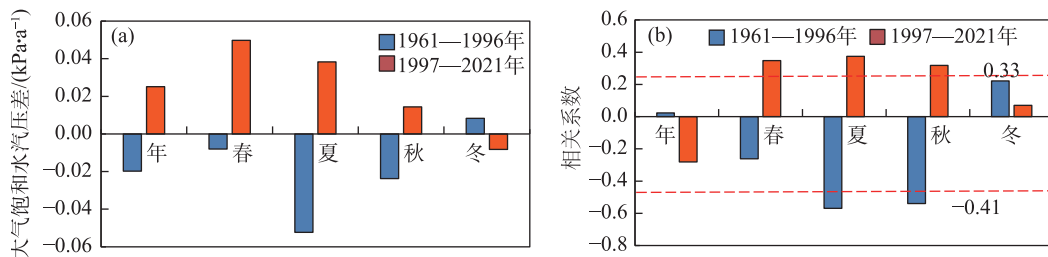 大气饱和水汽压差/(kPa·a⁻¹)
0.06
0.04
0.02
0.00
−0.02
−0.04
−0.06
(a)
1961—1996年
1997—2021年
年 春 夏 秋 冬
相关系数
0.6
0.4
0.2
0.0
−0.2
−0.4
−0.6
−0.8
(b)
1961—1996年 1997—2021年
0.33
年 春 夏 秋 冬
−0.41